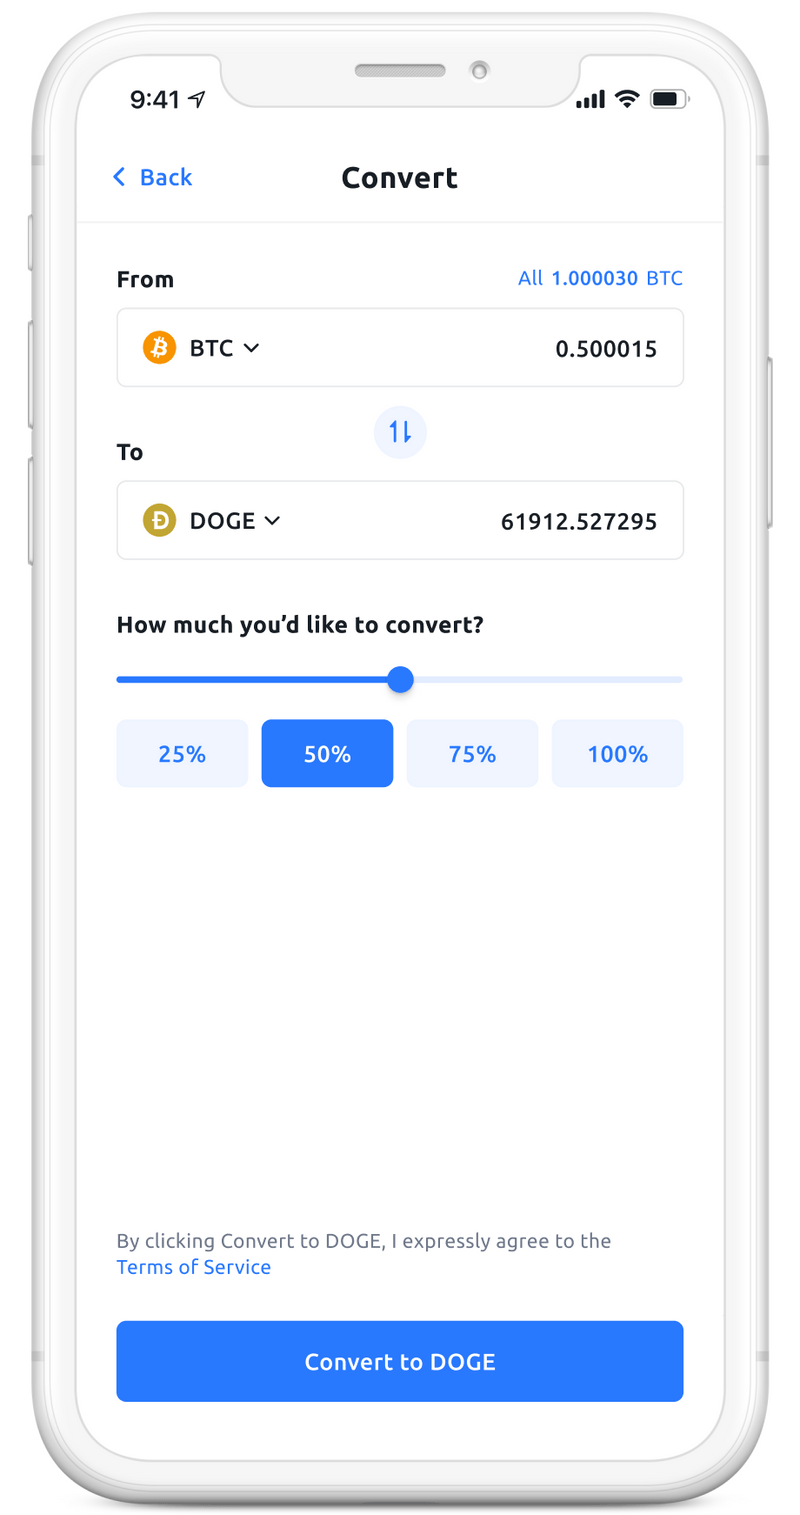 9:41
Back
Convert
From
All 1.000030 BTC
BTC
0.500015
To
DOGE
61912.527295
How much you’d like to convert?
25%
50%
75%
100%
By clicking Convert to DOGE, I expressly agree to the
Terms of Service
Convert to DOGE